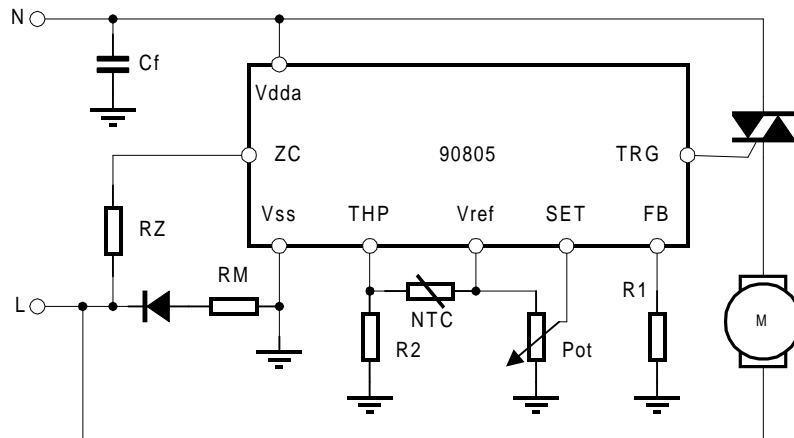 N
Cf
Vdda
ZC
90805
TRG
Vss
THP
Vref
SET
FB
RZ
RM
R1
L
NTC
M
R2
Pot